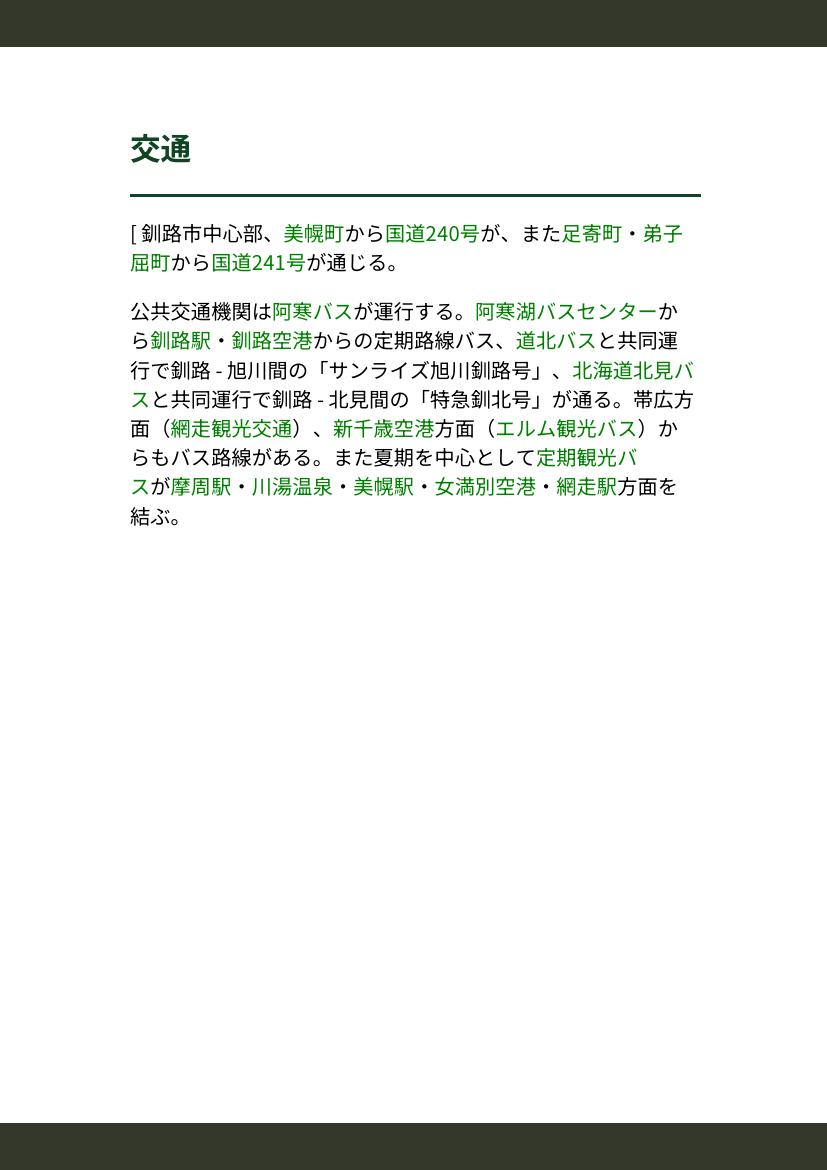 交通
[ 釧路市中心部、美幌町から国道240号が、また足寄町・弟子
屈町から国道241号が通じる。
公共交通機関は阿寒バスが運行する。阿寒湖バスセンターか
ら釧路駅・釧路空港からの定期路線バス、道北バスと共同運
行で釧路 - 旭川間の「サンライズ旭川釧路号」、北海道北見バ
スと共同運行で釧路 - 北見間の「特急釧北号」が通る。帯広方
面（網走観光交通）、新千歳空港方面（エルム観光バス）か
らもバス路線がある。また夏期を中心として定期観光バ
スが摩周駅・川湯温泉・美幌駅・女満別空港・網走駅方面を
結ぶ。